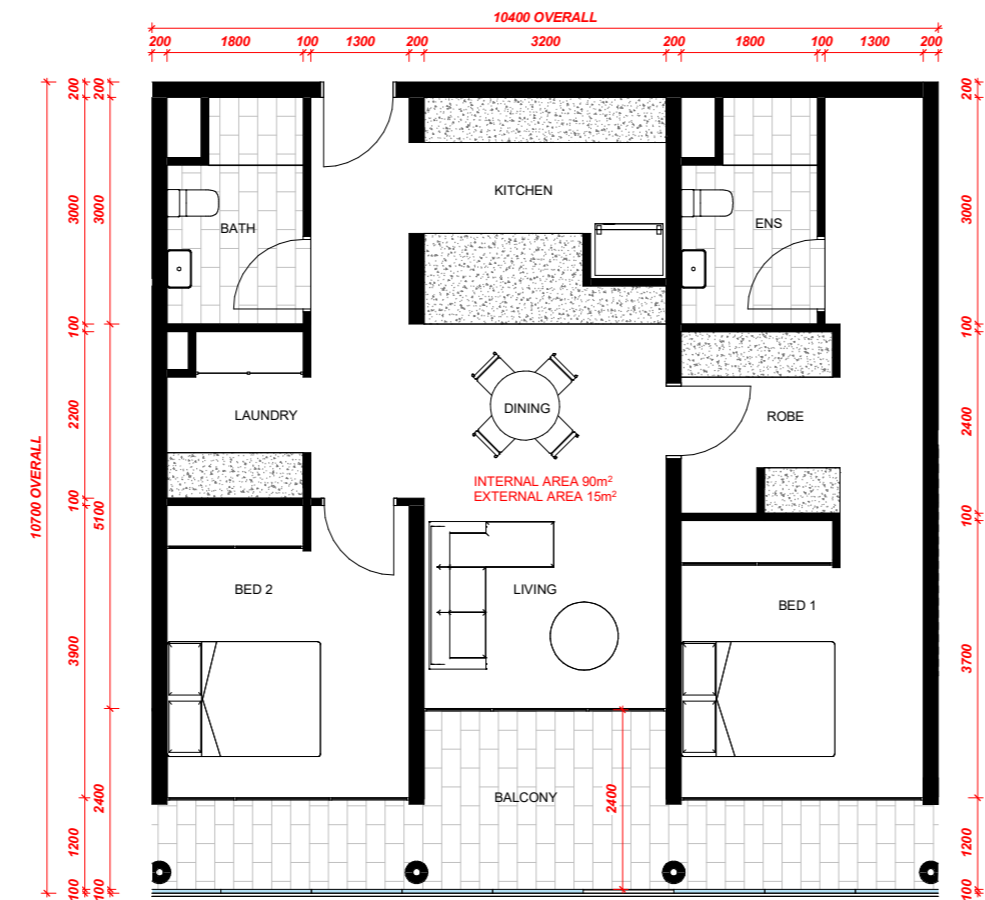 10400 OVERALL
200 1800 100 1300 200 3200 200 1800 100 1300 200
200 200 200
KITCHEN
3000 3000 BATH ENS 3000
100 100
2200 LAUNDRY DINING ROBE 2400
10700 OVERALL
INTERNAL AREA 90m²
EXTERNAL AREA 15m²
100 5100 100
BED 2 LIVING BED 1
3900 3700
2400 BALCONY 2400
1200 1200
100 100 100